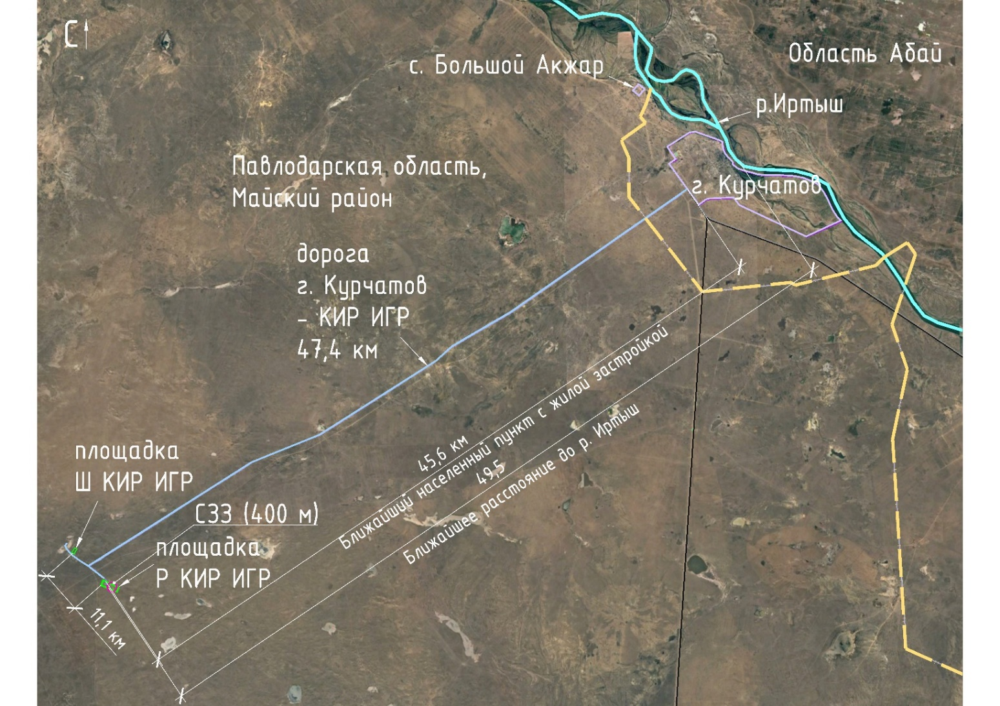 С
Область Абай
с. Большой Акжар
р.Иртыш
Павлодарская область,
Майский район
г. Курчатов
дорога
г. Курчатов
- КИР ИГР
47,4 км
45,6 км
Ближайший населенный пункт с жилой застройкой
49,5
Ближайшее расстояние до р. Иртыш
площадка
Ш КИР ИГР
СЗЗ (400 м)
площадка
Р КИР ИГР
11,1 км